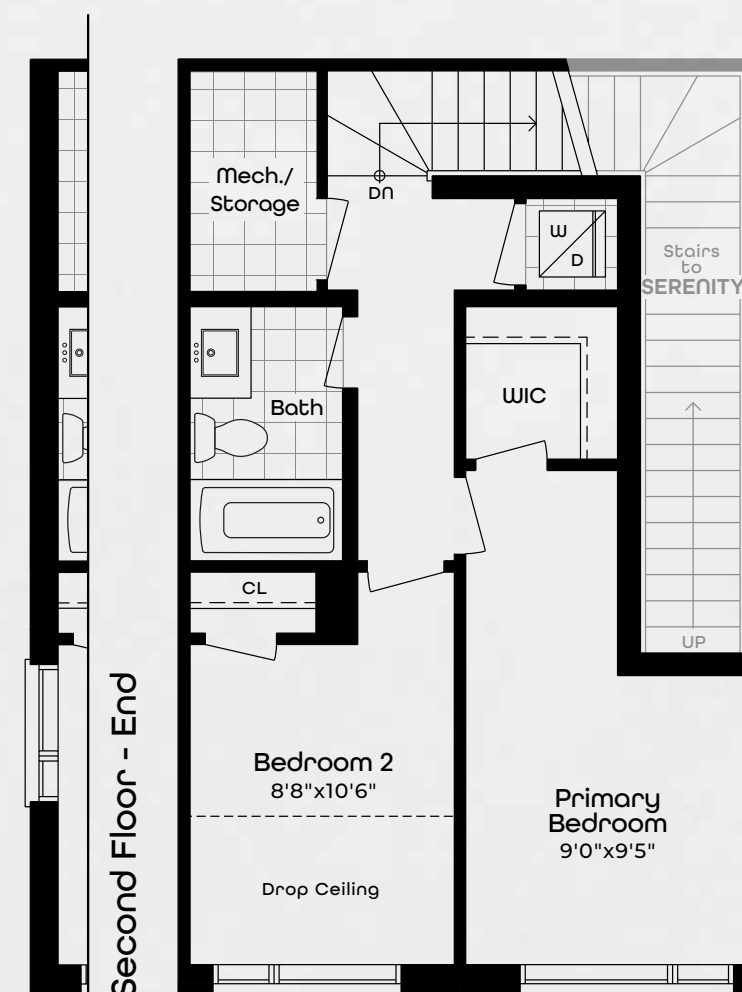 Mech./
Storage
DN
W
D
Stairs
to
SERENITY
WIC
Bath
CL
UP
Second Floor - End
Bedroom 2
8'8"x10'6"
Primary
Bedroom
9'0"x9'5"
Drop Ceiling